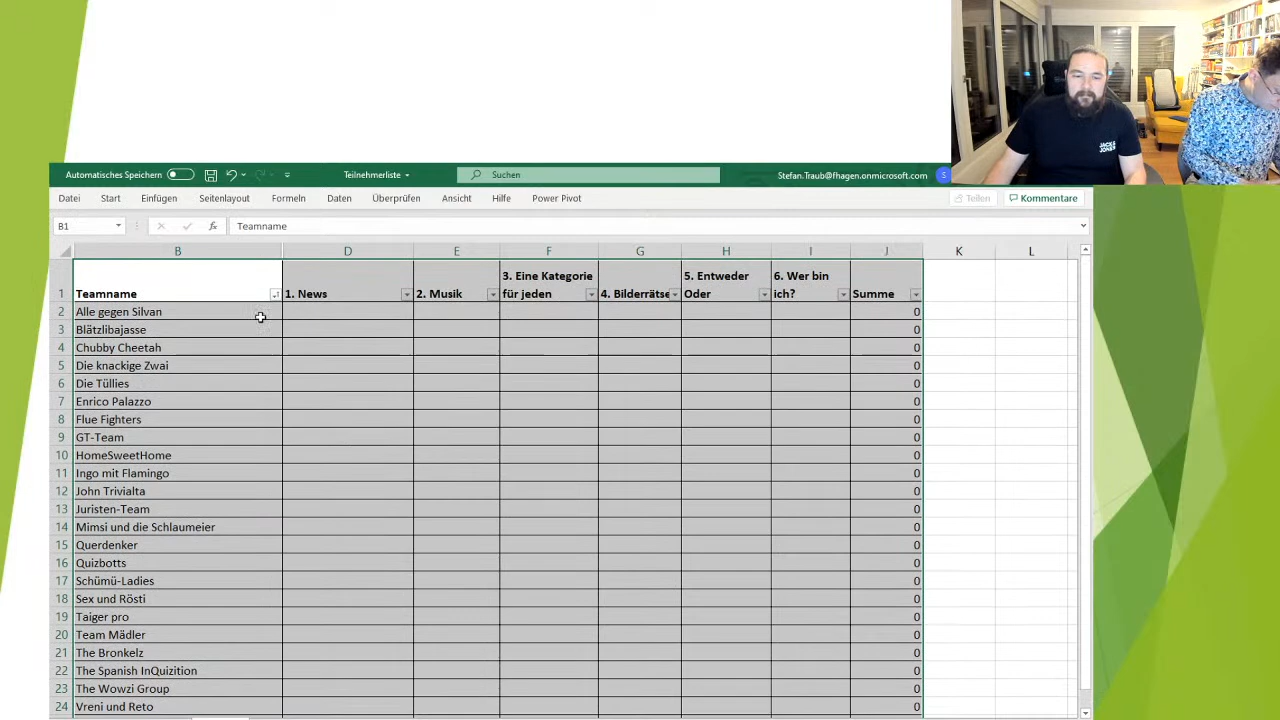 JACK &
JONES
Automatisches Speichern
Teilnehmerliste
Suchen
Stefan.Traub@fhagen.onmicrosoft.com
S
Datei Start Einfügen Seitenlayout Formeln Daten Überprüfen Ansicht Hilfe Power Pivot Teilen Kommentare
B1 fx Teamname
B D E F G H I J K L
1 Teamname 1. News 2. Musik 3. Eine Kategorie für jeden 4. Bilderrätse 5. Entweder Oder 6. Wer bin ich? Summe
2 Alle gegen Silvan 0
3 Blätzlibajasse 0
4 Chubby Cheetah 0
5 Die knackige Zwai 0
6 Die Tüllies 0
7 Enrico Palazzo 0
8 Flue Fighters 0
9 GT-Team 0
10 HomeSweetHome 0
11 Ingo mit Flamingo 0
12 John Trivialta 0
13 Juristen-Team 0
14 Mimsi und die Schlaumeier 0
15 Querdenker 0
16 Quizbotts 0
17 Schümü-Ladies 0
18 Sex und Rösti 0
19 Taiger pro 0
20 Team Mädler 0
21 The Bronkelz 0
22 The Spanish InQuizition 0
23 The Wowzi Group 0
24 Vreni und Reto 0